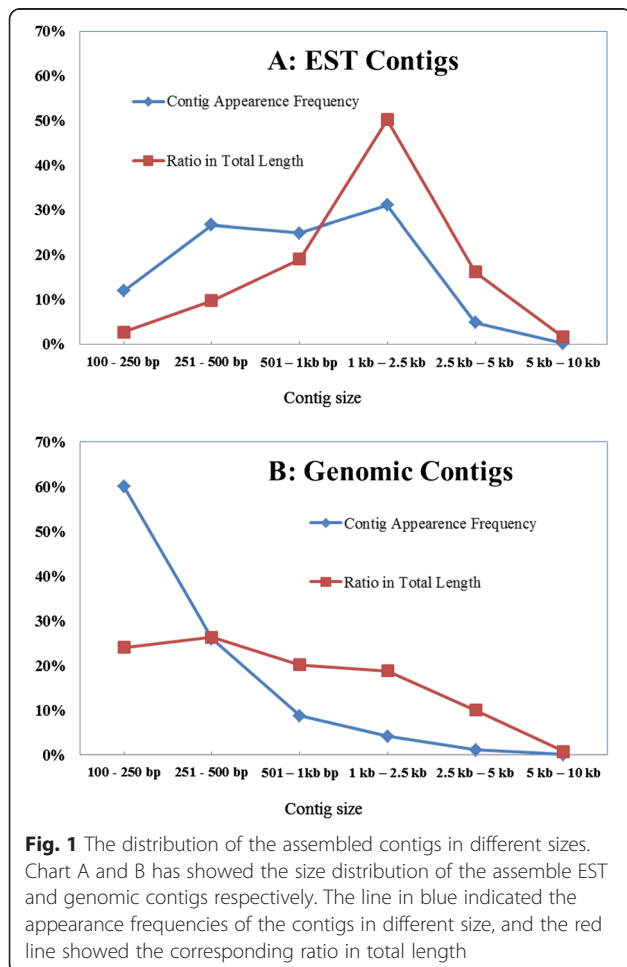 70%
A: EST Contigs
60%
Contig Appearence Frequency
50%
40%
Ratio in Total Length
30%
20%
10%
0%
100 - 250 bp 251 - 500 bp 501 – 1kb bp 1 kb – 2.5 kb 2.5 kb – 5 kb 5 kb – 10 kb
Contig size
70%
B: Genomic Contigs
60%
Contig Appearence Frequency
50%
40%
Ratio in Total Length
30%
20%
10%
0%
100 - 250 bp 251 - 500 bp 501 – 1kb bp 1 kb – 2.5 kb 2.5 kb – 5 kb 5 kb – 10 kb
Contig size
Fig. 1 The distribution of the assembled contigs in different sizes.
Chart A and B has showed the size distribution of the assemble EST
and genomic contigs respectively. The line in blue indicated the
appearance frequencies of the contigs in different size, and the red
line showed the corresponding ratio in total length